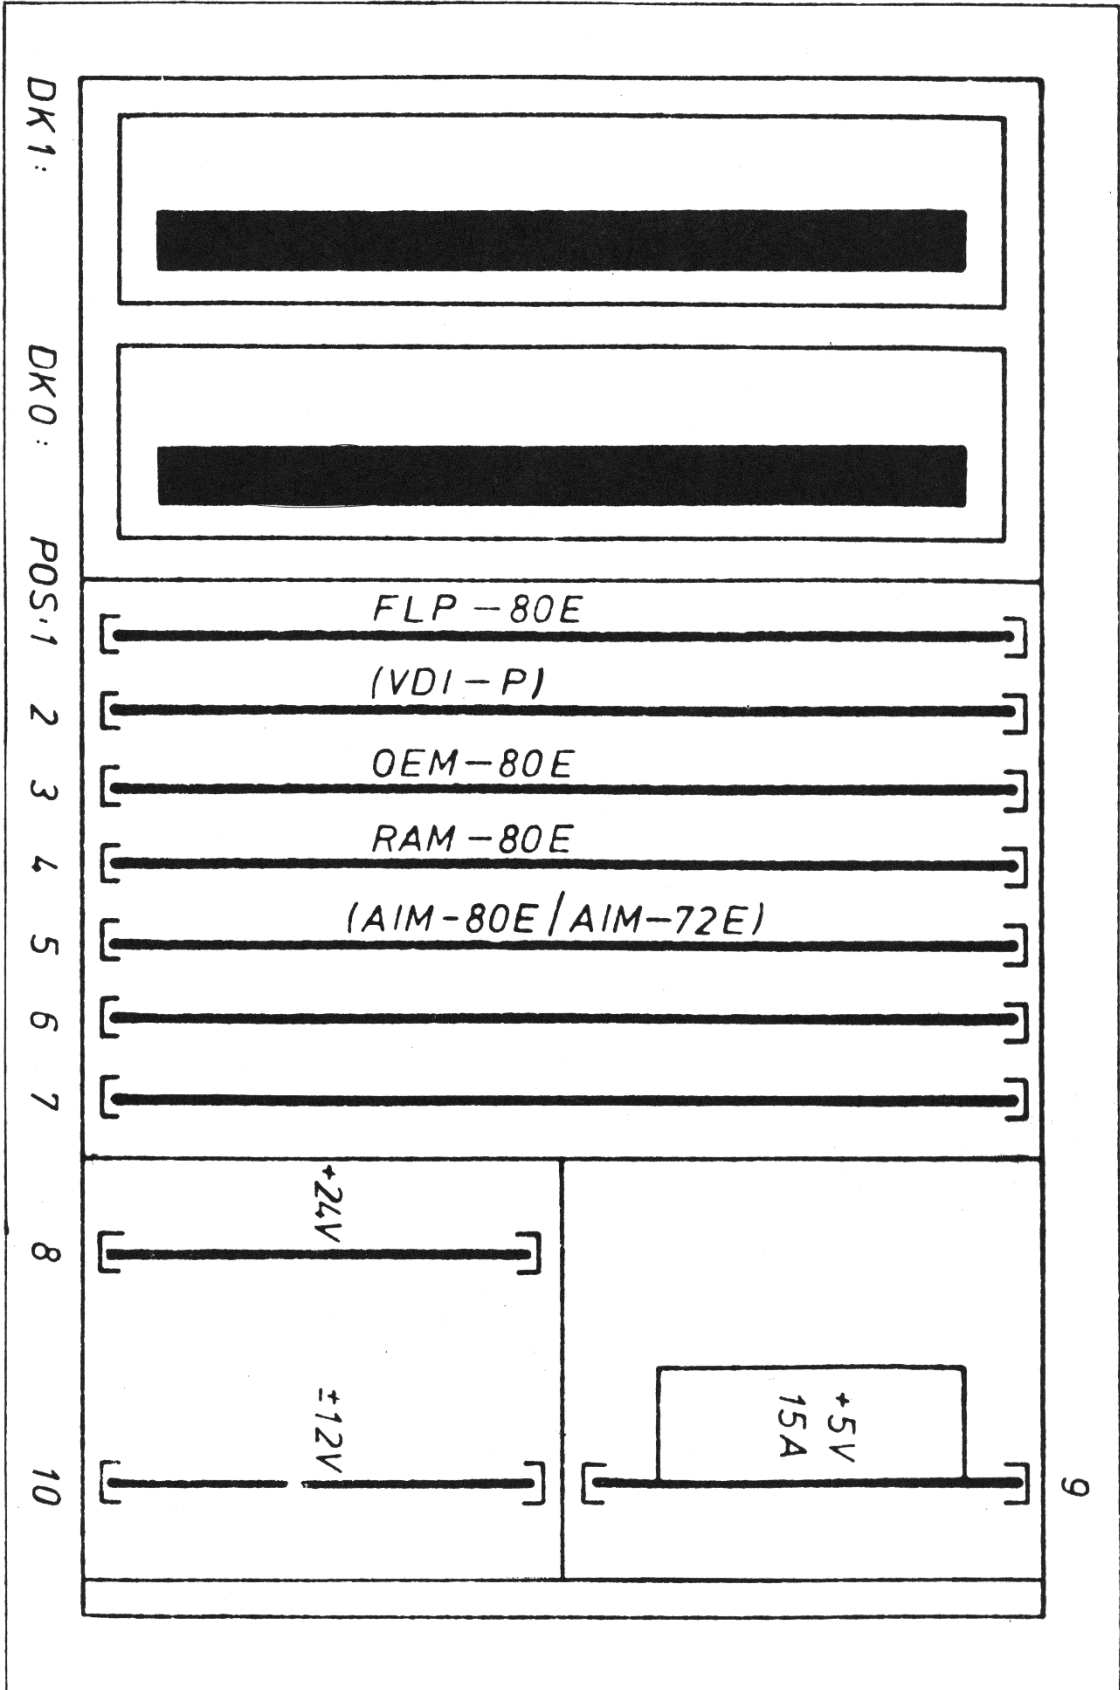 DK1:
DK0:
POS.1
FLP-80E
2
(VDI-P)
3
OEM-80E
4
RAM-80E
5
(AIM-80E/AIM-72E)
6
7
8
+24V
+5V
15A
9
10
±12V